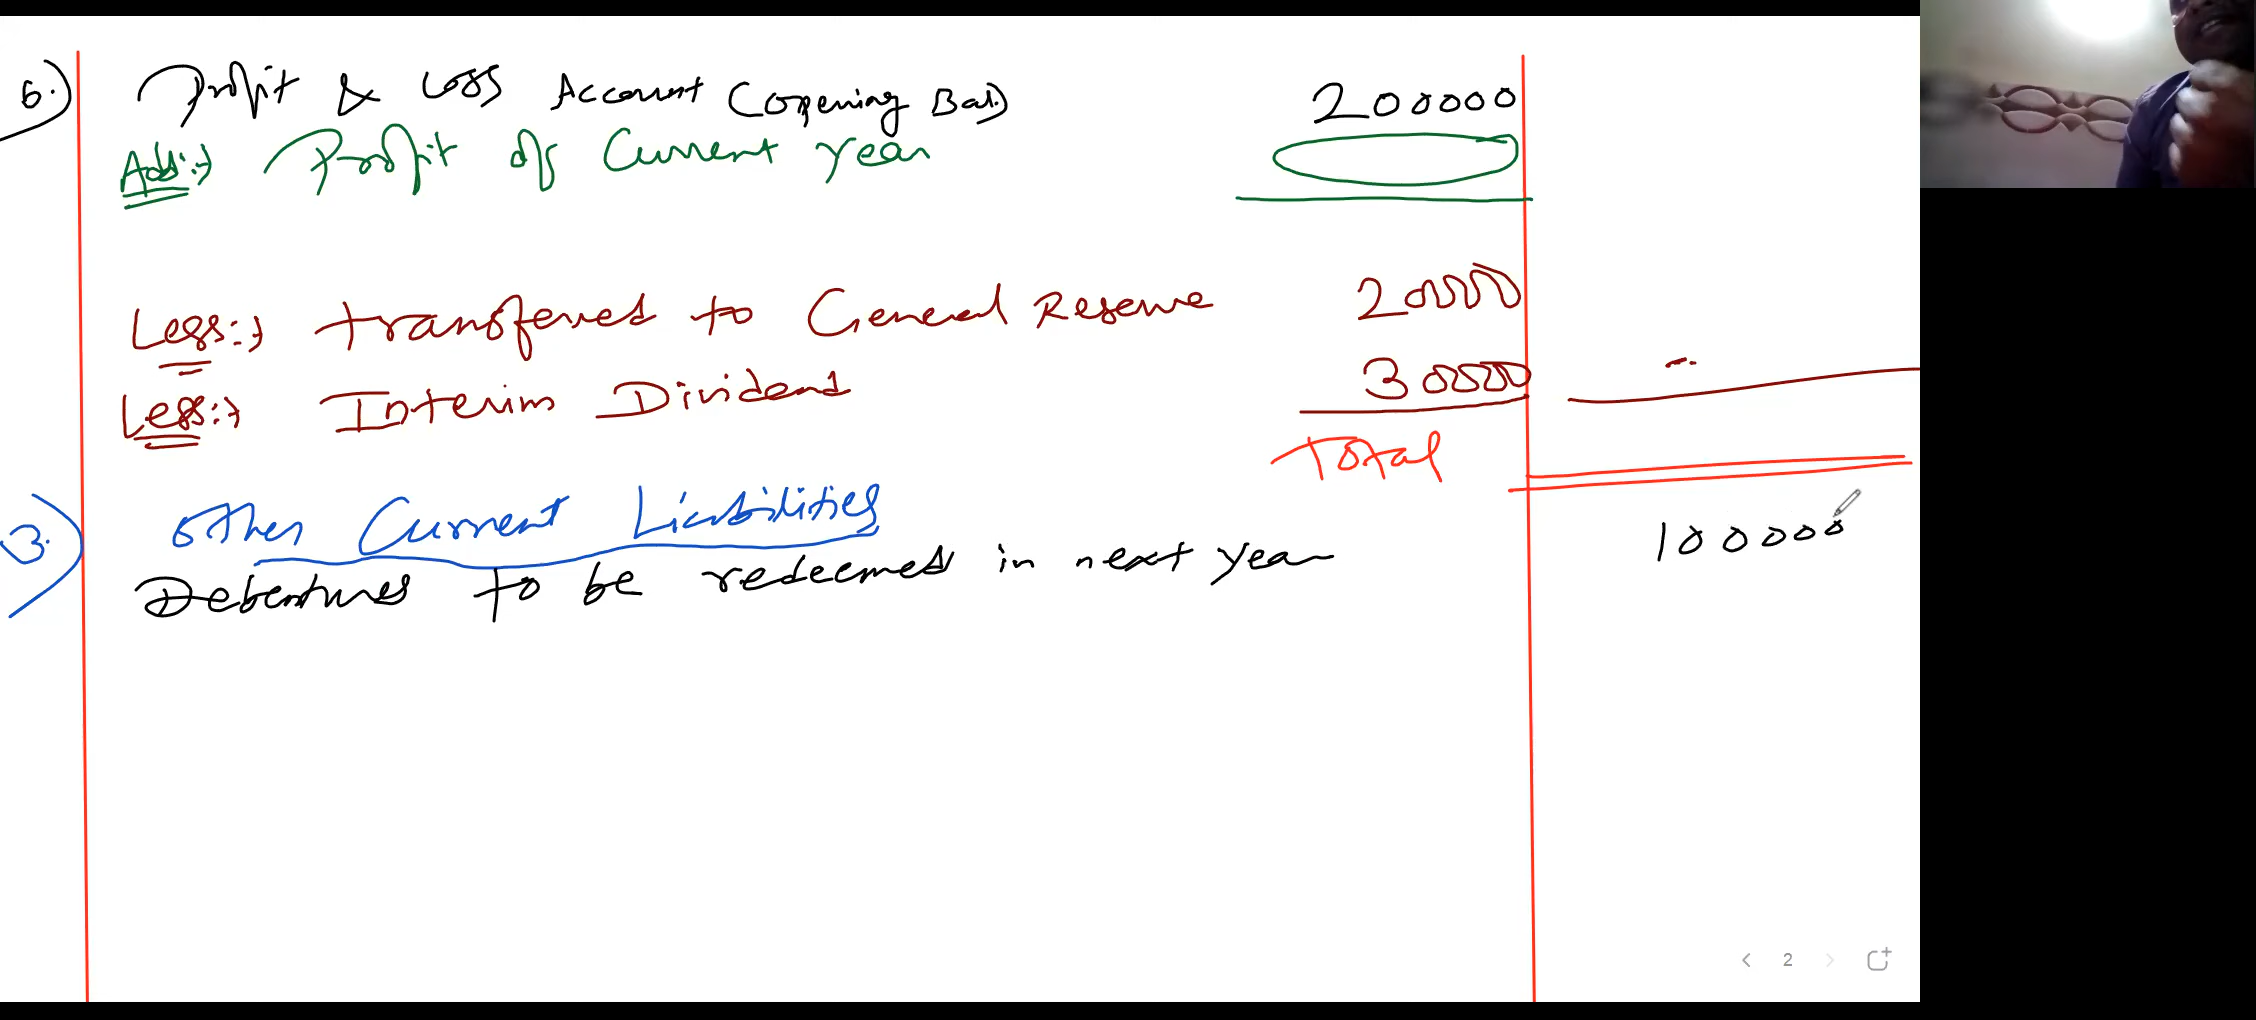 6.) Profit & Loss Account (opening Bal.) 200000
Add:-) Profit of Current Year
Less:-) transferred to General Reserve 20000
Less:-) Interim Dividend 30000
Total
3.) Other Current Liabilities
Debentures to be redeemed in next year 100000
2